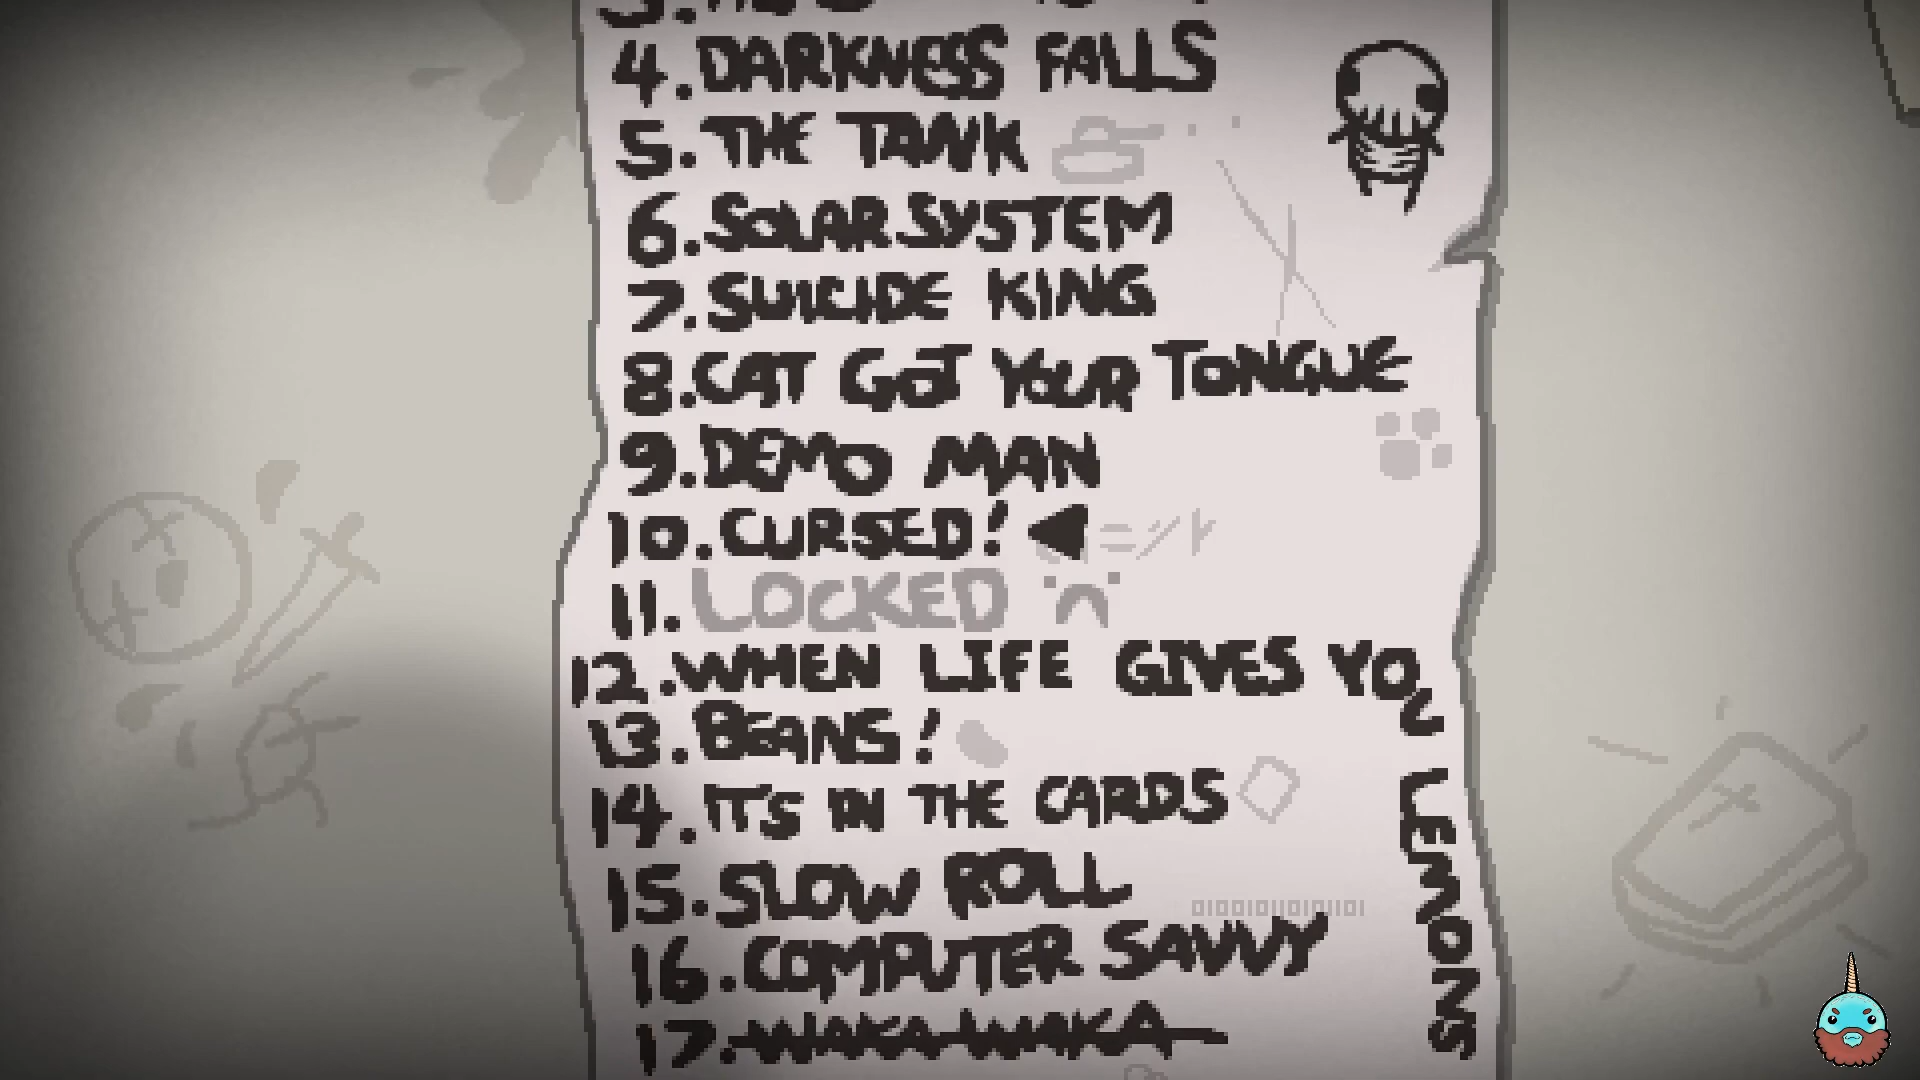 3.
4. DARKNESS FALLS
5. THE TANK
6. SOLAR SYSTEM
7. SUICIDE KING
8. CAT GOT YOUR TONGUE
9. DEMO MAN
10. CURSED!
11. LOCKED
12. WHEN LIFE GIVES YOU LEMONS
13. BEANS!
14. IT'S IN THE CARDS
15. SLOW ROLL
010010110101101
16. COMPUTER SAVVY
17. WAKA WAKA